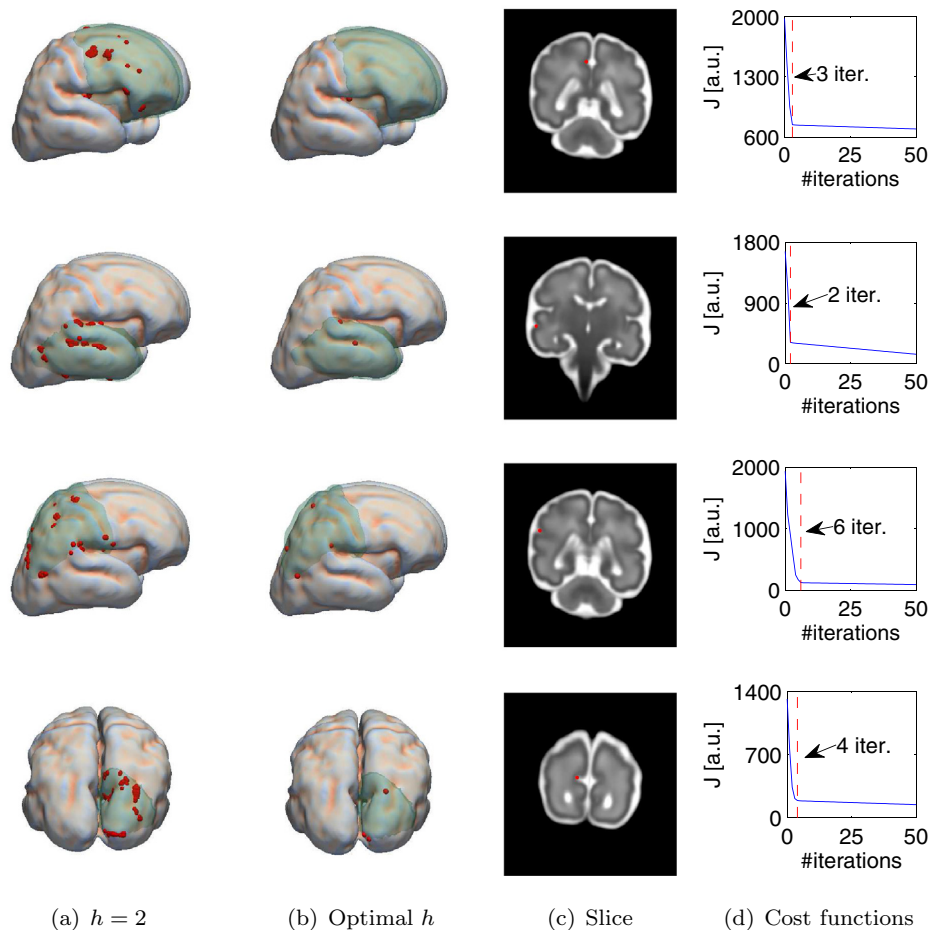 2000
1300
600
J [a.u.]
3 iter.
0 25 50
#iterations
1800
900
0
J [a.u.]
2 iter.
0 25 50
#iterations
2000
1000
0
J [a.u.]
6 iter.
0 25 50
#iterations
1400
700
0
J [a.u.]
4 iter.
0 25 50
#iterations
(a) h = 2 (b) Optimal h (c) Slice (d) Cost functions